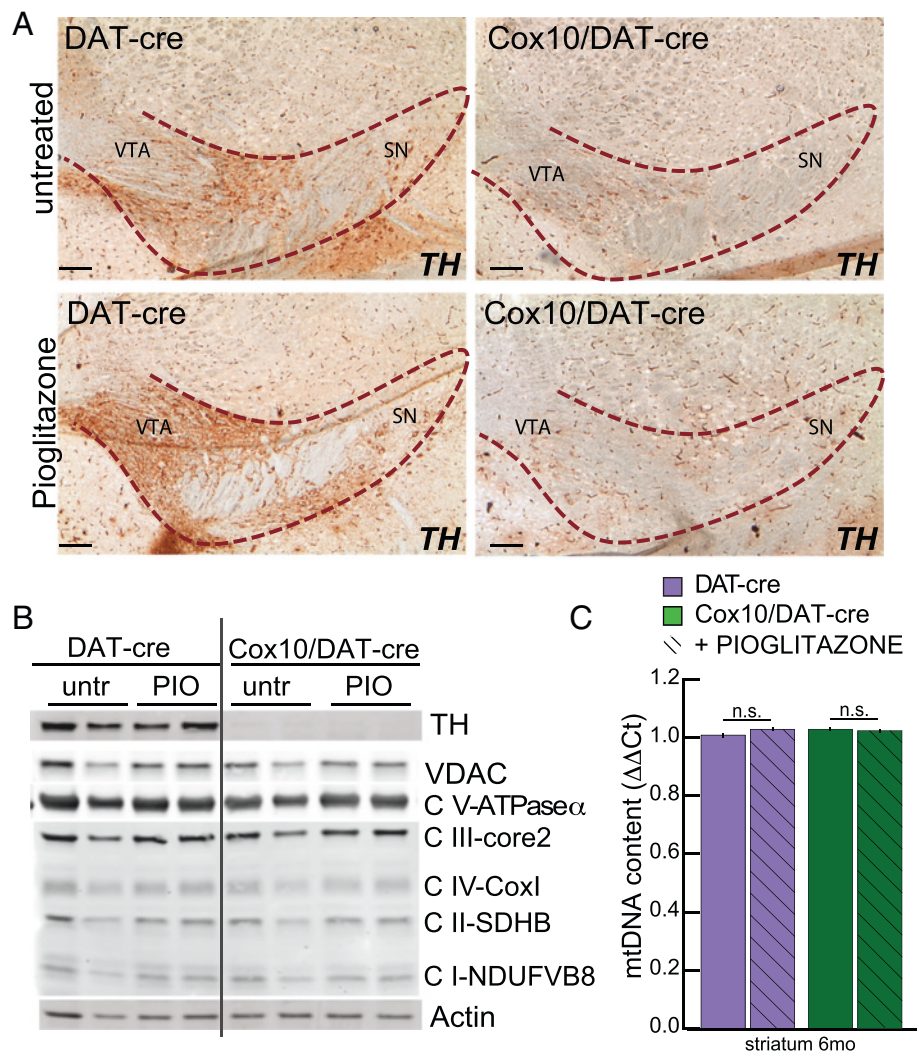 A
DAT-cre
Cox10/DAT-cre
untreated
VTA
SN
TH
VTA
SN
TH
Pioglitazone
DAT-cre
Cox10/DAT-cre
VTA
SN
TH
VTA
SN
TH
B
DAT-cre
Cox10/DAT-cre
untr
PIO
untr
PIO
TH
VDAC
C V-ATPaseα
C III-core2
C IV-CoxI
C II-SDHB
C I-NDUFVB8
Actin
C
DAT-cre
Cox10/DAT-cre
+ PIOGLITAZONE
mtDNA content (ΔΔCt)
1.2
1.0
0.8
0.6
0.4
0.2
0.0
n.s.
n.s.
striatum 6mo